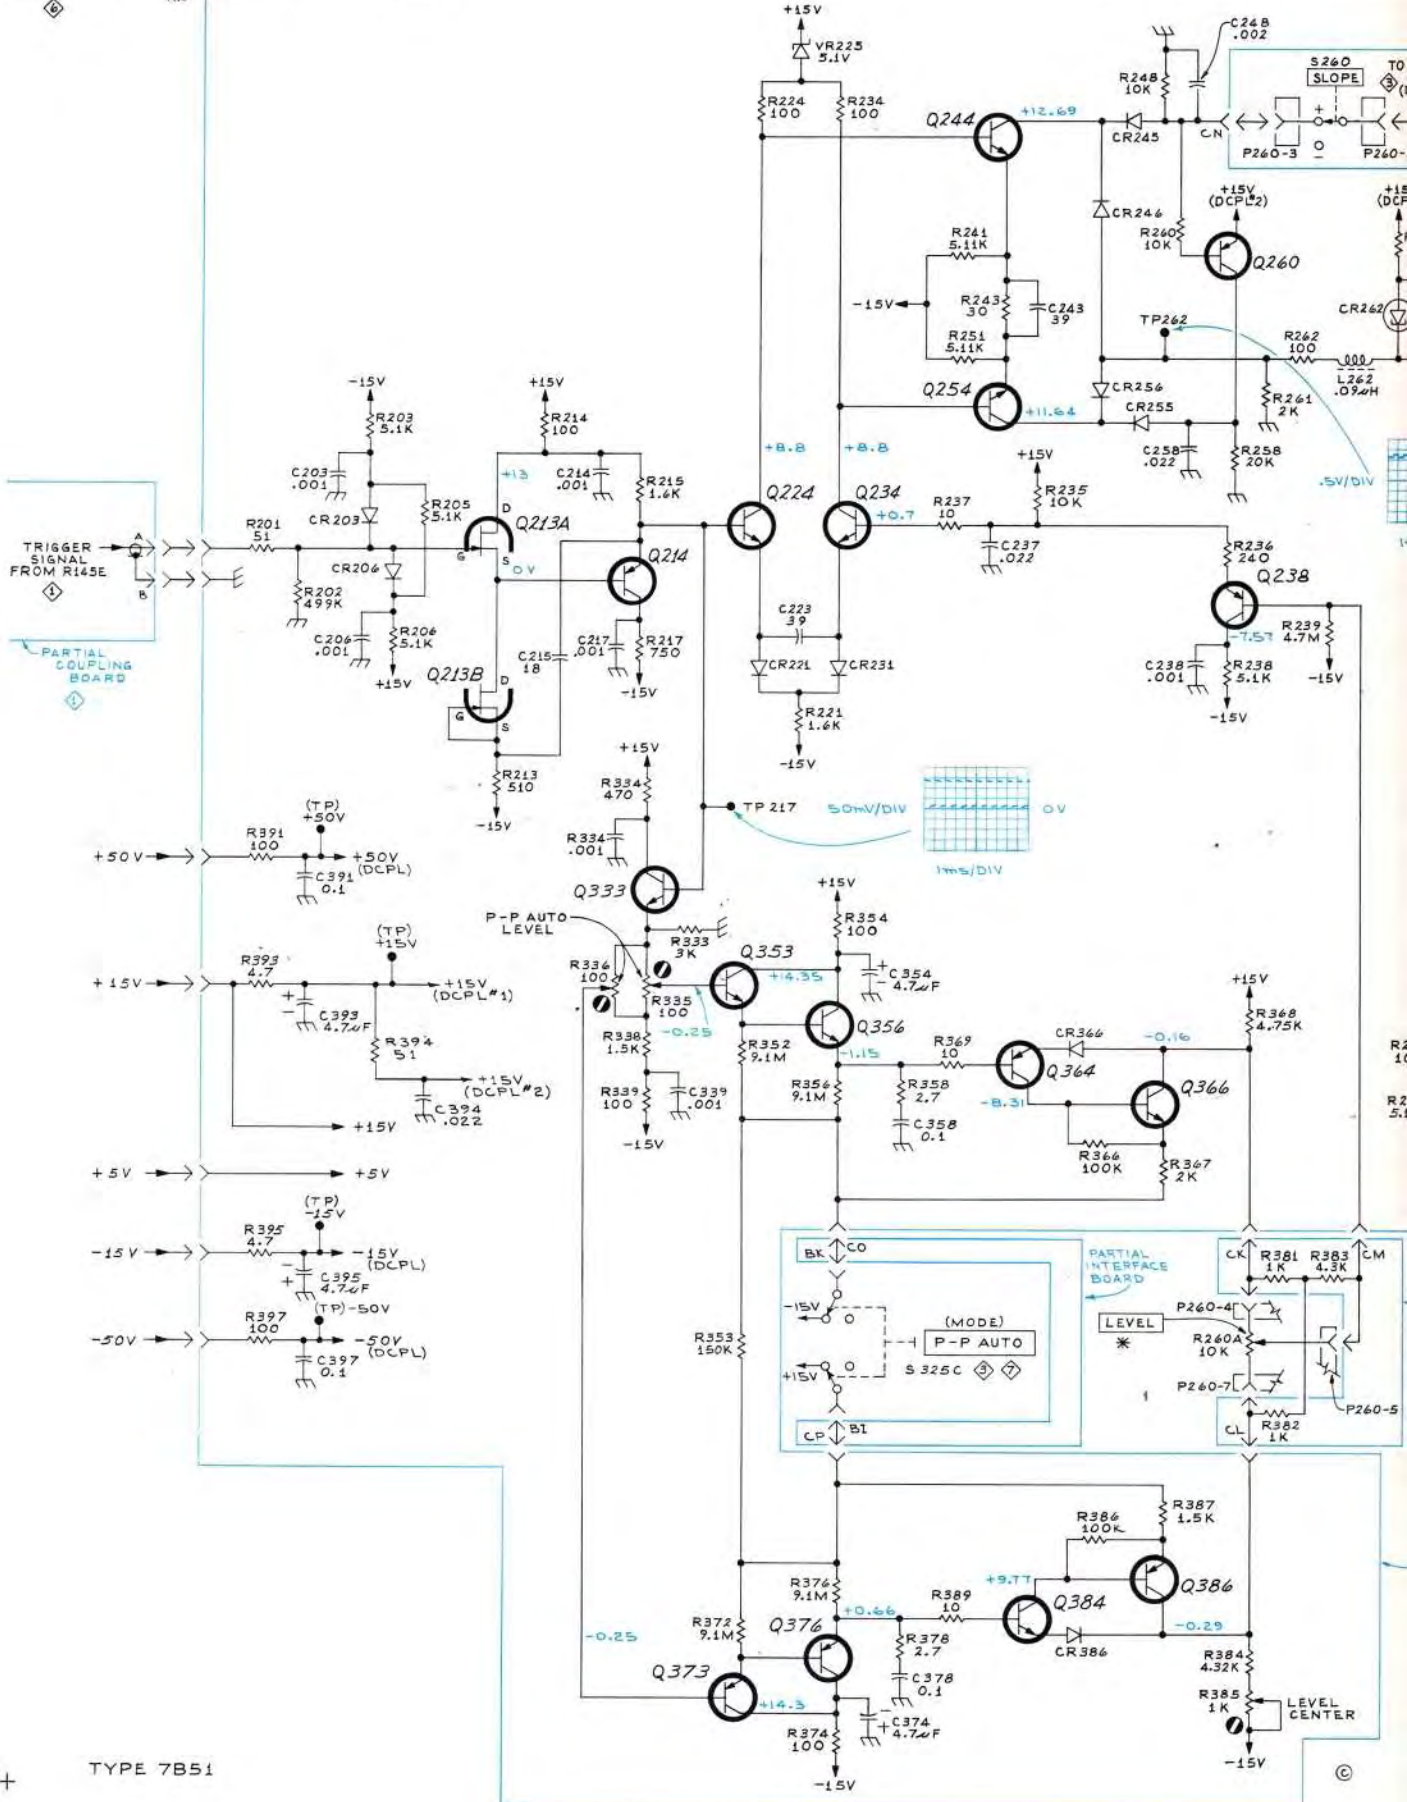 6
+15V
VR225
5.1V
R224
100
R234
100
Q244
+12.69
R248
10K
C248
.002
S260
SLOPE
TO
3
CR245
CN
P260-3
+
–
P260-
CR246
R260
10K
+15V
(DCPL#2)
Q260
+15
(DCP
R241
5.11K
-15V
R243
30
C243
39
R251
5.11K
TP262
R262
100
CR262
L262
.09µH
CR256
CR255
Q254
+11.64
R261
2K
C258
.022
R258
20K
.5V/DIV
-15V
R203
5.1K
C203
.001
CR203
R205
5.1K
+15V
R214
100
C214
.001
+13
R215
1.6K
+8.8
+8.8
Q224
Q234
+0.7
R237
10
+15V
R235
10K
C237
.022
R236
240
Q238
TRIGGER
SIGNAL
FROM R145E
1
A
B
R201
51
R202
499K
CR206
C206
.001
R206
5.1K
+15V
D
G
S
Q213A
0V
Q214
Q213B
D
G
S
C215
18
C217
.001
R217
750
-15V
R213
510
-15V
C223
39
CR221
CR231
R221
1.6K
-15V
-7.57
R239
4.7M
-15V
C238
.001
R238
5.1K
-15V
PARTIAL
COUPLING
BOARD
1
+15V
R334
470
R334
.001
TP 217
50mV/DIV
0V
1ms/DIV
Q333
P-P AUTO
LEVEL
R333
3K
R336
100
R335
100
-0.25
R338
1.5K
R339
100
C339
.001
-15V
+50V
R391
100
(TP)
+50V
C391
0.1
+50V
(DCPL)
+15V
R393
4.7
(TP)
+15V
+
–
C393
4.7µF
+15V
(DCPL#1)
R394
51
C394
.022
+15V
(DCPL#2)
+15V
+5V
+5V
-15V
R395
4.7
(TP)
-15V
–
+
C395
4.7µF
-15V
(DCPL)
-50V
R397
100
(TP)-50V
C397
0.1
-50V
(DCPL)
Q353
+14.35
+15V
R354
100
+
–
C354
4.7µF
Q356
-1.15
R352
9.1M
R356
9.1M
R358
2.7
C358
0.1
R369
10
Q364
-8.31
CR366
-0.16
Q366
R366
100K
R367
2K
+15V
R368
4.75K
R353
150K
BK
CO
-15V
+15V
(MODE)
P-P AUTO
S325C
3
7
CP
BI
PARTIAL
INTERFACE
BOARD
CK
R381
1K
R383
4.3K
CM
P260-4
LEVEL
*
R260A
10K
P260-7
P260-5
CL
R382
1K
R387
1.5K
R386
100K
Q386
+9.77
Q384
CR386
-0.29
R376
9.1M
+0.66
R389
10
R372
9.1M
Q376
R378
2.7
C378
0.1
-0.25
Q373
+14.3
–
+
C374
4.7µF
R374
100
-15V
R384
4.32K
R385
1K
LEVEL
CENTER
-15V
TYPE 7B51
©